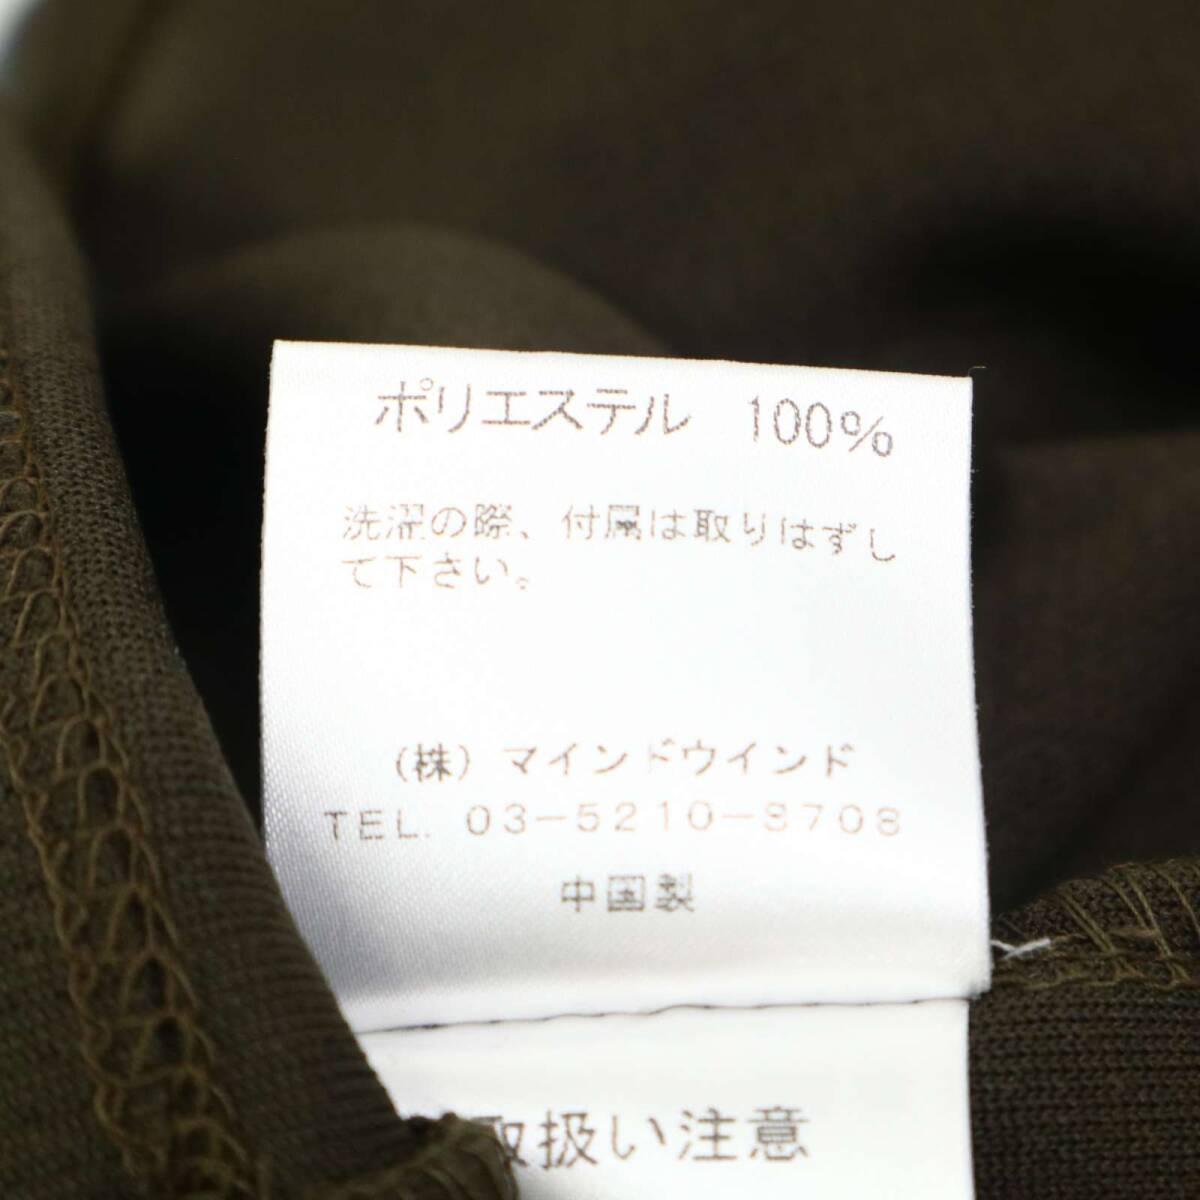 ポリエステル 100%
洗濯の際、付属は取りはずし
て下さい。
(株) マインドウインド
TEL. 03-5210-3708
中国製
取扱い注意